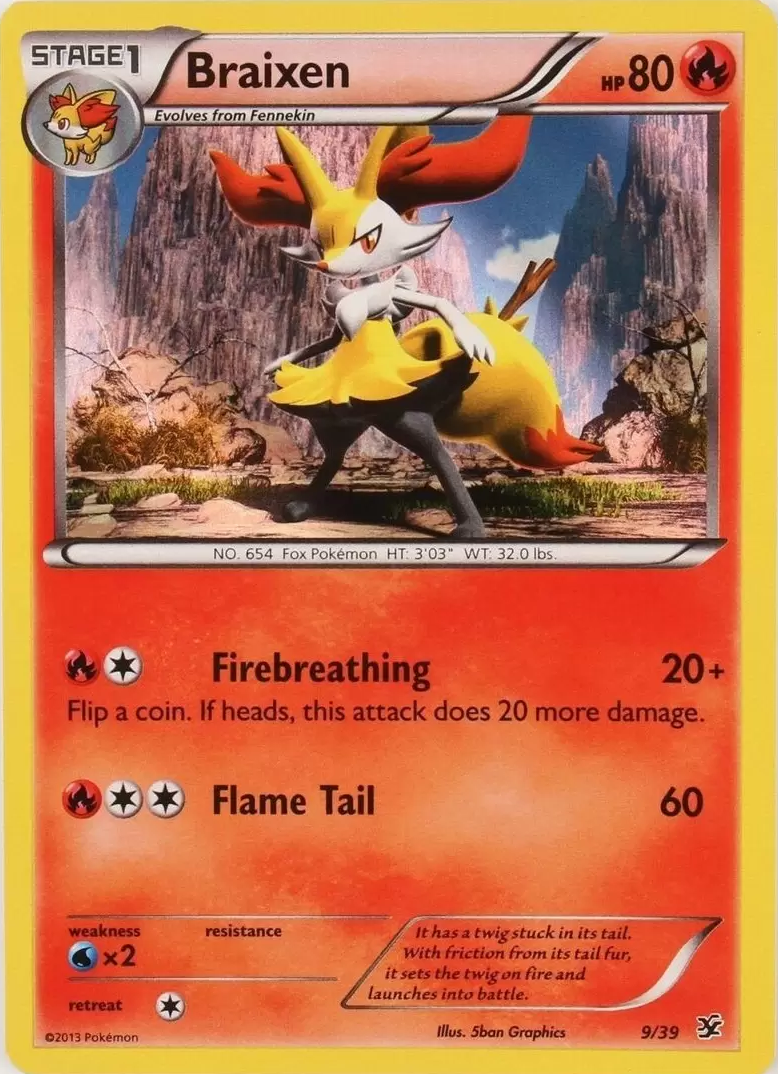 STAGE1
Braixen
HP80
Evolves from Fennekin
NO. 654 Fox Pokémon HT: 3'03" WT: 32.0 lbs.
Firebreathing 20+
Flip a coin. If heads, this attack does 20 more damage.
Flame Tail 60
weakness resistance
×2
retreat
It has a twig stuck in its tail.
With friction from its tail fur,
it sets the twig on fire and
launches into battle.
©2013 Pokémon
Illus. 5ban Graphics
9/39